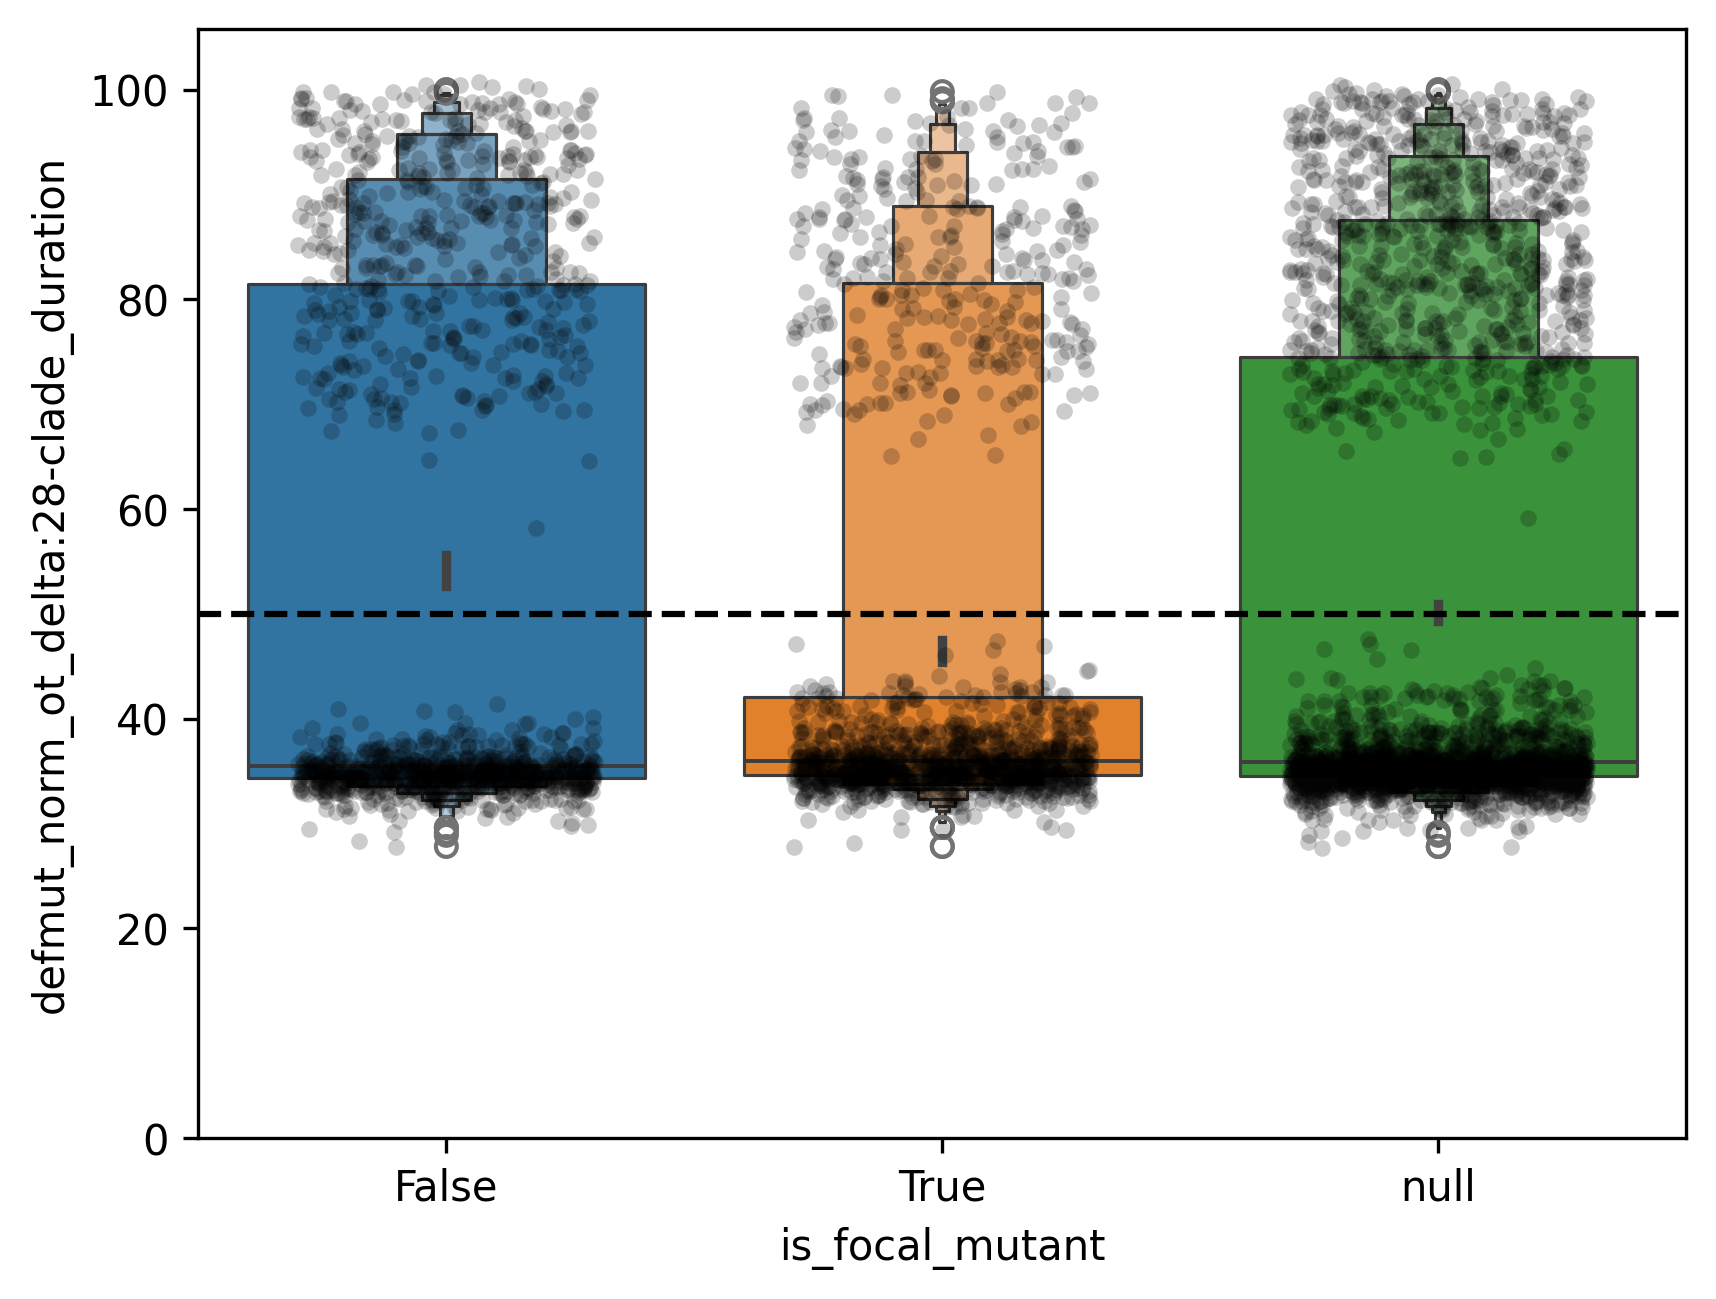 defmut_norm_ot_delta:28-clade_duration
100
80
60
40
20
0
False
True
null
is_focal_mutant